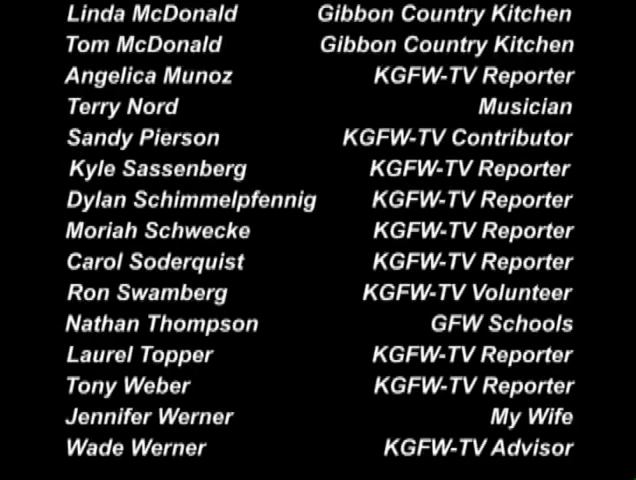 Linda McDonald Gibbon Country Kitchen
Tom McDonald Gibbon Country Kitchen
Angelica Munoz KGFW-TV Reporter
Terry Nord Musician
Sandy Pierson KGFW-TV Contributor
Kyle Sassenberg KGFW-TV Reporter
Dylan Schimmelpfennig KGFW-TV Reporter
Moriah Schwecke KGFW-TV Reporter
Carol Soderquist KGFW-TV Reporter
Ron Swamberg KGFW-TV Volunteer
Nathan Thompson GFW Schools
Laurel Topper KGFW-TV Reporter
Tony Weber KGFW-TV Reporter
Jennifer Werner My Wife
Wade Werner KGFW-TV Advisor